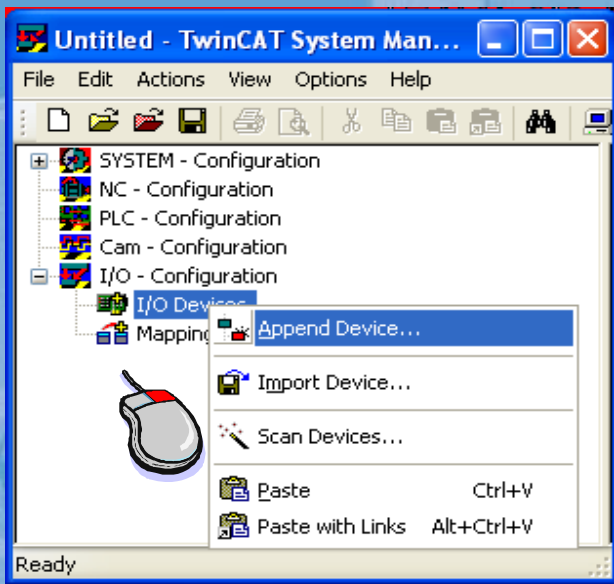 Untitled - TwinCAT System Man...
File Edit Actions View Options Help
SYSTEM - Configuration
NC - Configuration
PLC - Configuration
Cam - Configuration
I/O - Configuration
I/O Devices
Mapping
Append Device...
Import Device...
Scan Devices...
Paste Ctrl+V
Paste with Links Alt+Ctrl+V
Ready